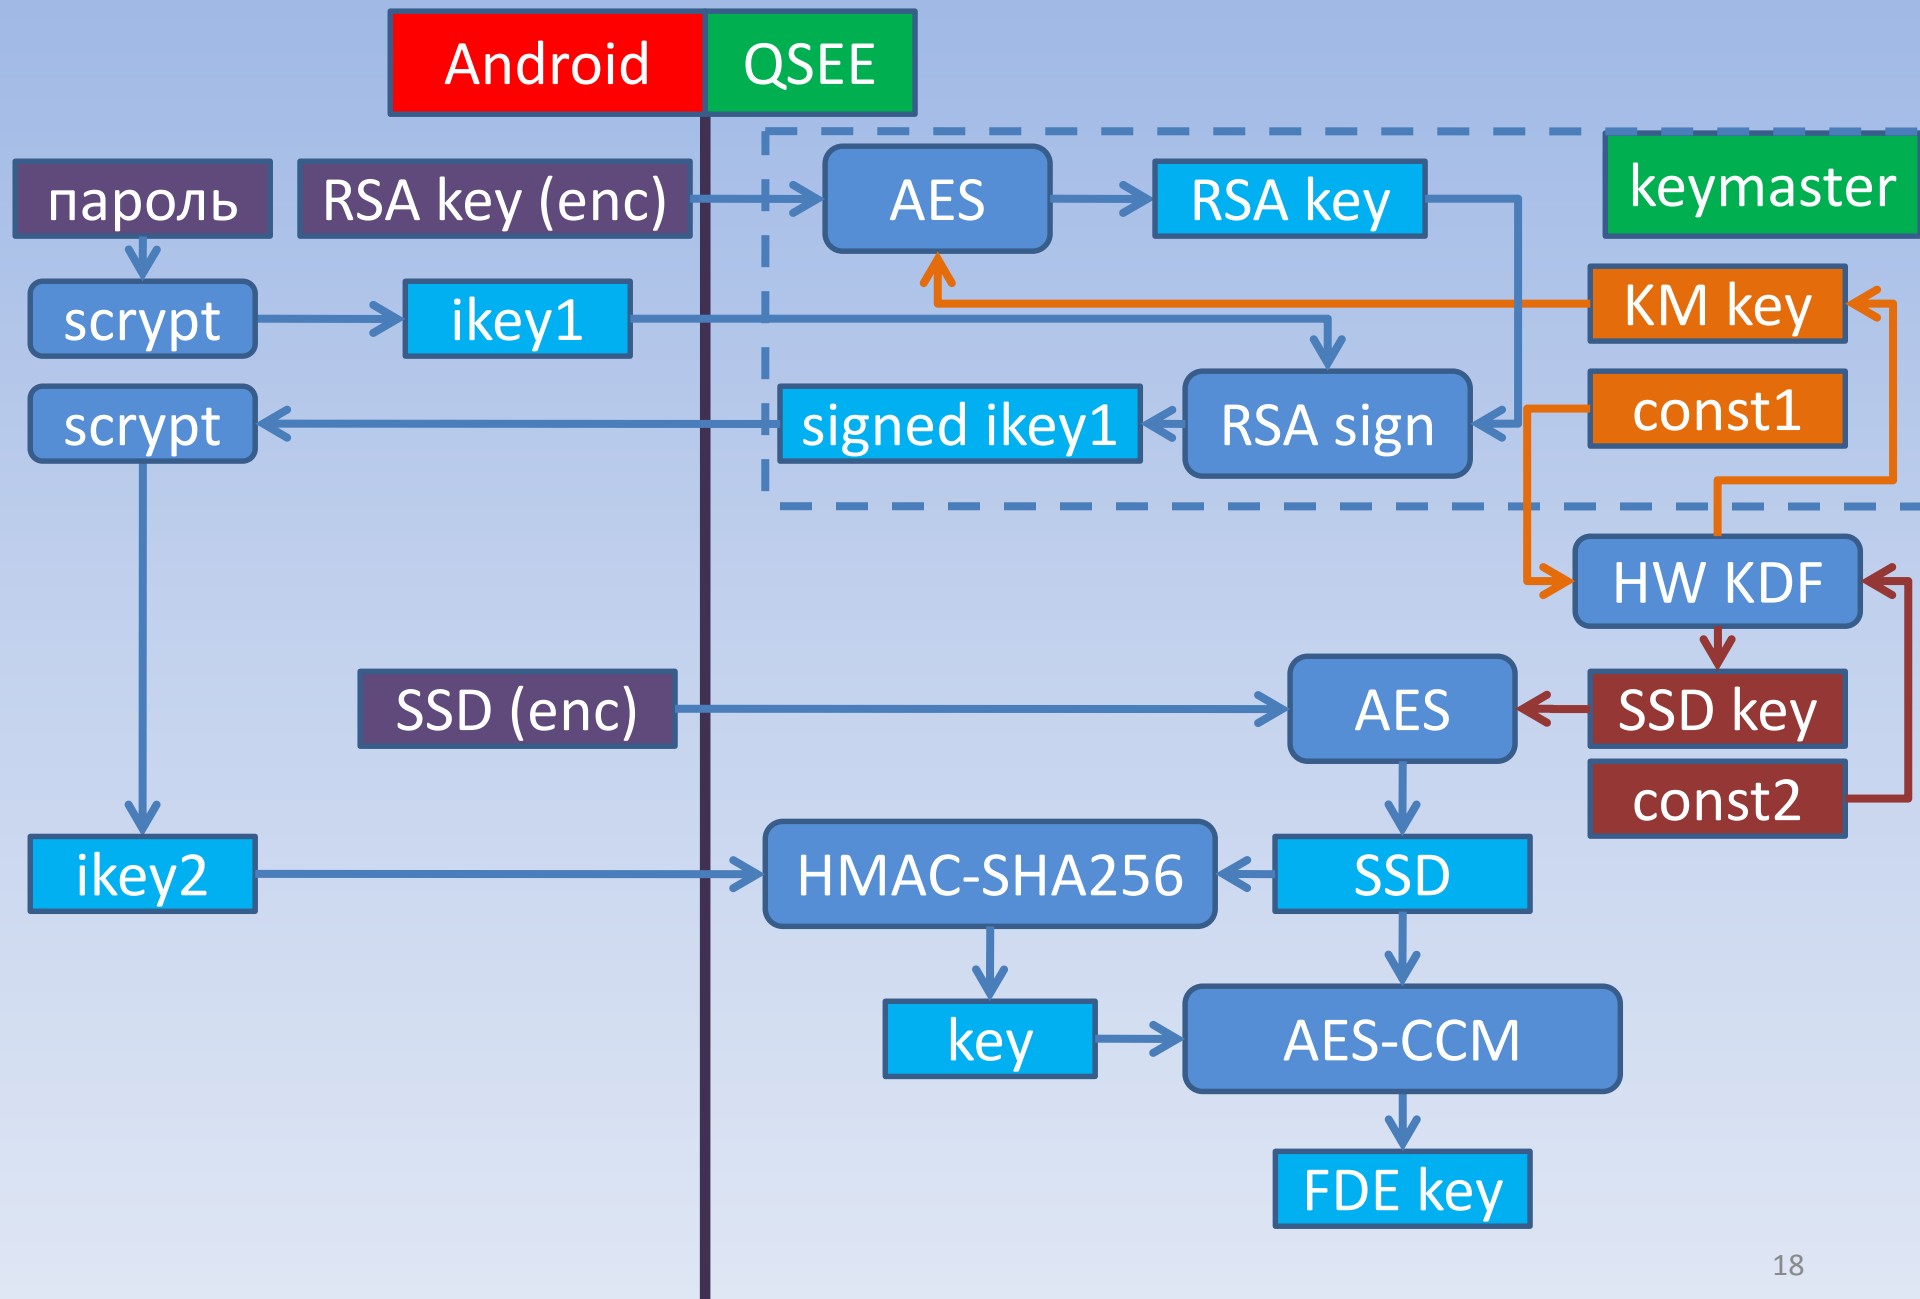 Android
QSEE
пароль
RSA key (enc)
AES
RSA key
keymaster
scrypt
ikey1
KM key
scrypt
signed ikey1
RSA sign
const1
HW KDF
SSD (enc)
AES
SSD key
const2
ikey2
HMAC-SHA256
SSD
key
AES-CCM
FDE key
18